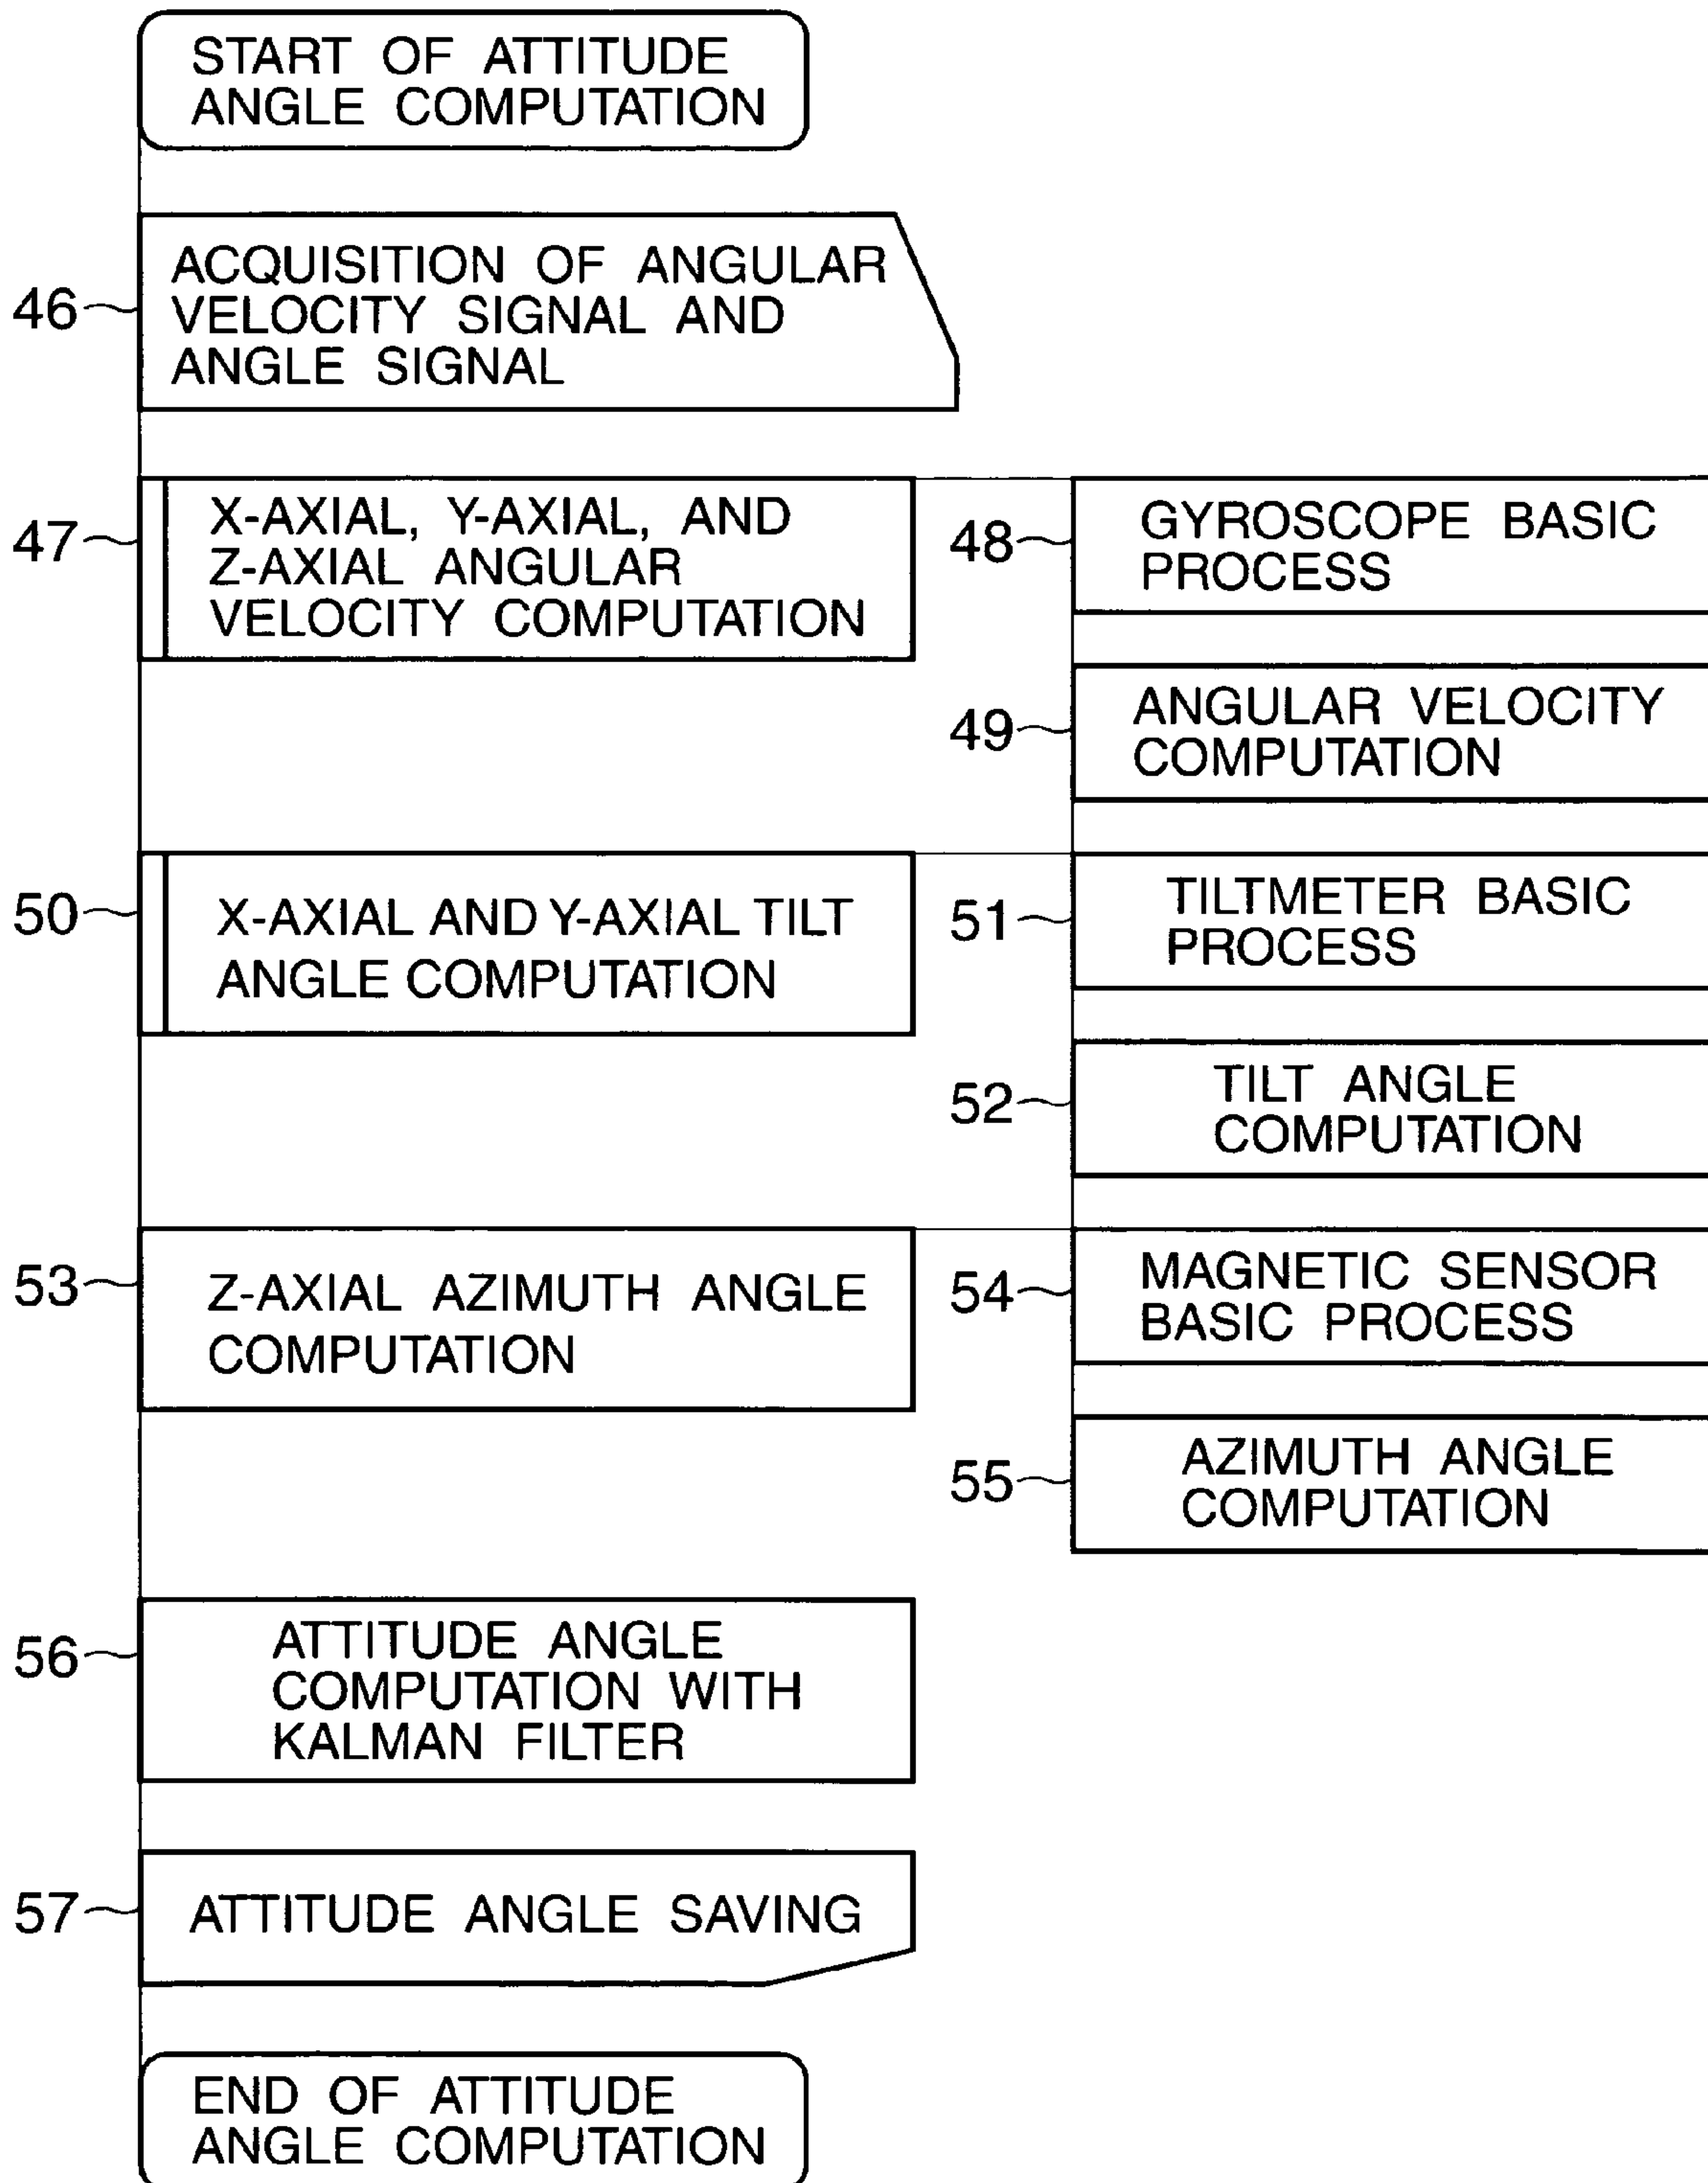 START OF ATTITUDE
ANGLE COMPUTATION
46
ACQUISITION OF ANGULAR
VELOCITY SIGNAL AND
ANGLE SIGNAL
47
X-AXIAL, Y-AXIAL, AND
Z-AXIAL ANGULAR
VELOCITY COMPUTATION
48
GYROSCOPE BASIC
PROCESS
49
ANGULAR VELOCITY
COMPUTATION
50
X-AXIAL AND Y-AXIAL TILT
ANGLE COMPUTATION
51
TILTMETER BASIC
PROCESS
52
TILT ANGLE
COMPUTATION
53
Z-AXIAL AZIMUTH ANGLE
COMPUTATION
54
MAGNETIC SENSOR
BASIC PROCESS
55
AZIMUTH ANGLE
COMPUTATION
56
ATTITUDE ANGLE
COMPUTATION WITH
KALMAN FILTER
57
ATTITUDE ANGLE SAVING
END OF ATTITUDE
ANGLE COMPUTATION